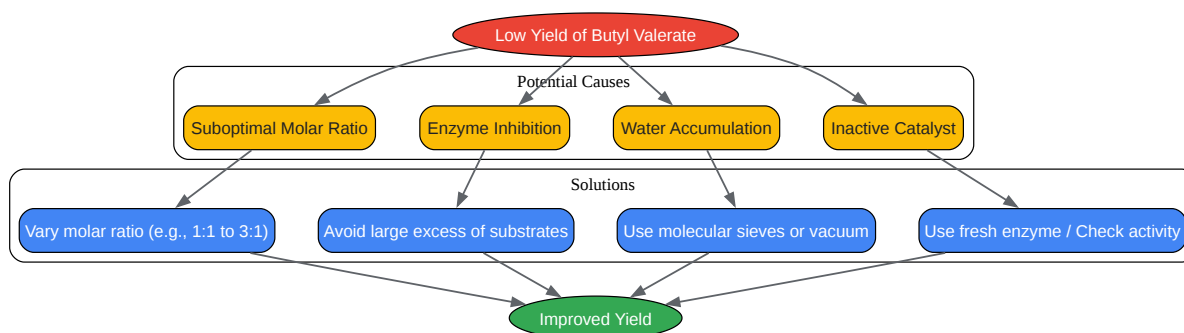 Low Yield of Butyl Valerate
Potential Causes
Suboptimal Molar Ratio
Enzyme Inhibition
Water Accumulation
Inactive Catalyst
Solutions
Vary molar ratio (e.g., 1:1 to 3:1)
Avoid large excess of substrates
Use molecular sieves or vacuum
Use fresh enzyme / Check activity
Improved Yield